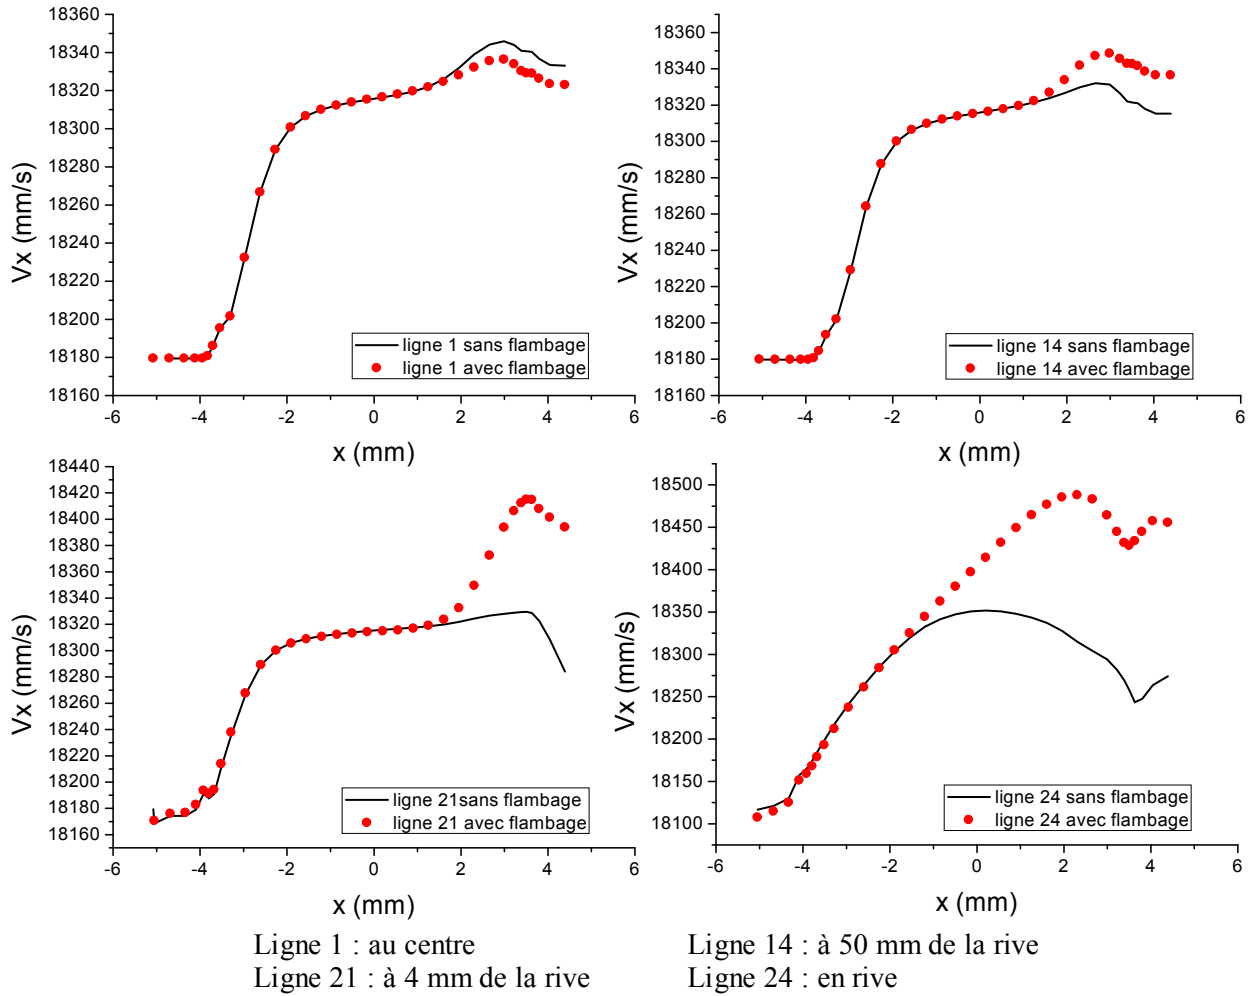 18360
18340
18320
18300
18280
18260
18240
18220
18200
18180
18160
Vx (mm/s)
-6 -4 -2 0 2 4 6
x (mm)
ligne 1 sans flambage
ligne 1 avec flambage
18360
18340
18320
18300
18280
18260
18240
18220
18200
18180
18160
Vx (mm/s)
-6 -4 -2 0 2 4 6
x (mm)
ligne 14 sans flambage
ligne 14 avec flambage
18440
18420
18400
18380
18360
18340
18320
18300
18280
18260
18240
18220
18200
18180
18160
Vx (mm/s)
-6 -4 -2 0 2 4 6
x (mm)
ligne 21sans flambage
ligne 21 avec flambage
18500
18450
18400
18350
18300
18250
18200
18150
18100
Vx (mm/s)
-6 -4 -2 0 2 4 6
x (mm)
ligne 24 sans flambage
ligne 24 avec flambage
Ligne 1 : au centre
Ligne 14 : à 50 mm de la rive
Ligne 21 : à 4 mm de la rive
Ligne 24 : en rive